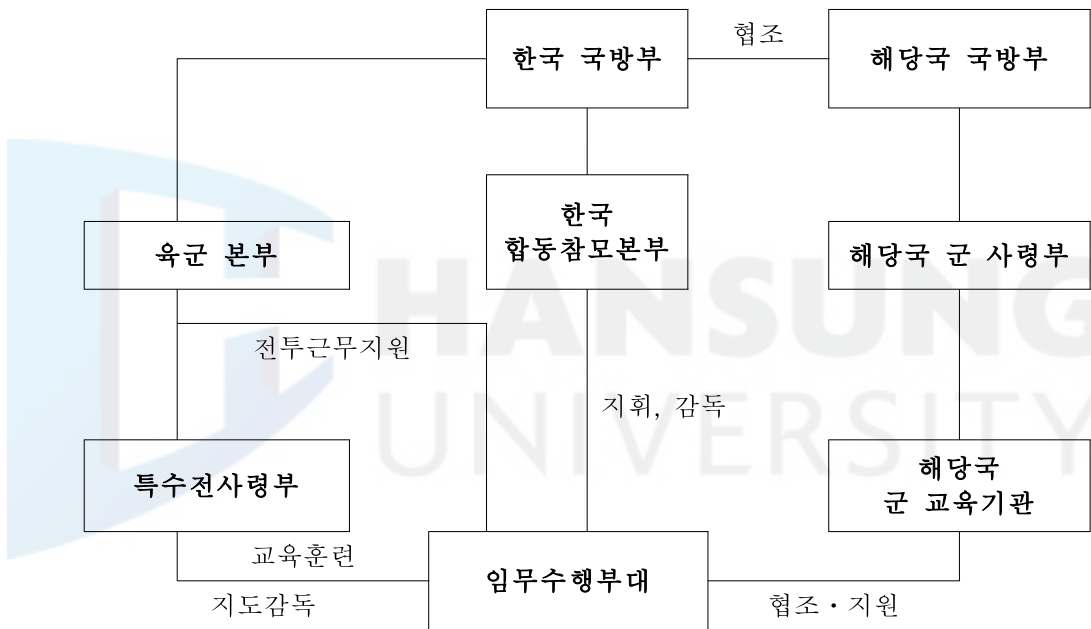 협조
한국 국방부
해당국 국방부
한국
합동참모본부
육군 본부
해당국 군 사령부
전투근무지원
지휘, 감독
특수전사령부
해당국
군 교육기관
교육훈련
지도감독
임무수행부대
협조・지원
HANSUNG
UNIVERSITY